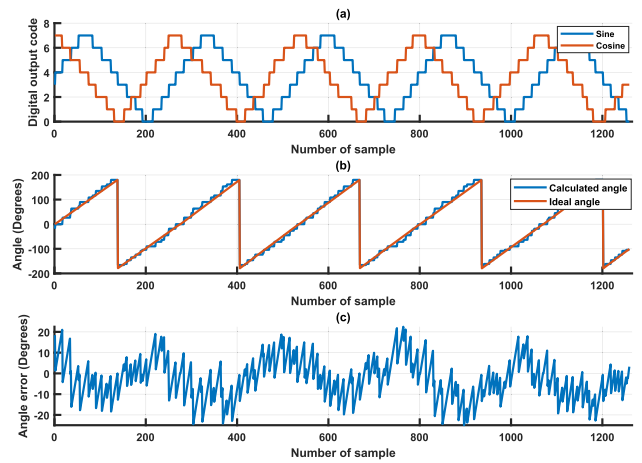 (a)
Digital output code
8
6
4
2
0
Sine
Cosine
0 200 400 600 800 1000 1200
Number of sample
(b)
Angle (Degrees)
200
100
0
-100
-200
Calculated angle
Ideal angle
0 200 400 600 800 1000 1200
Number of sample
(c)
Angle error (Degrees)
20
10
0
-10
-20
0 200 400 600 800 1000 1200
Number of sample